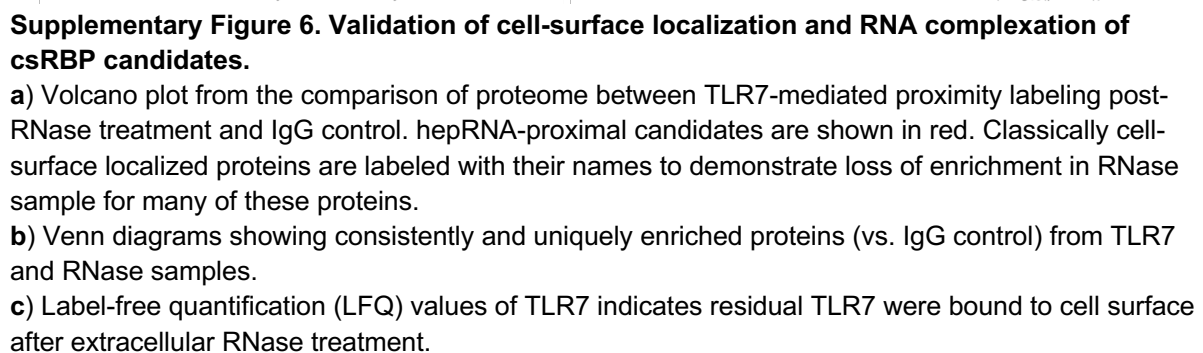 Supplementary Figure 6. Validation of cell-surface localization and RNA complexation of
csRBP candidates.
a) Volcano plot from the comparison of proteome between TLR7-mediated proximity labeling post-
RNase treatment and IgG control. hepRNA-proximal candidates are shown in red. Classically cell-
surface localized proteins are labeled with their names to demonstrate loss of enrichment in RNase
sample for many of these proteins.
b) Venn diagrams showing consistently and uniquely enriched proteins (vs. IgG control) from TLR7
and RNase samples.
c) Label-free quantification (LFQ) values of TLR7 indicates residual TLR7 were bound to cell surface
after extracellular RNase treatment.